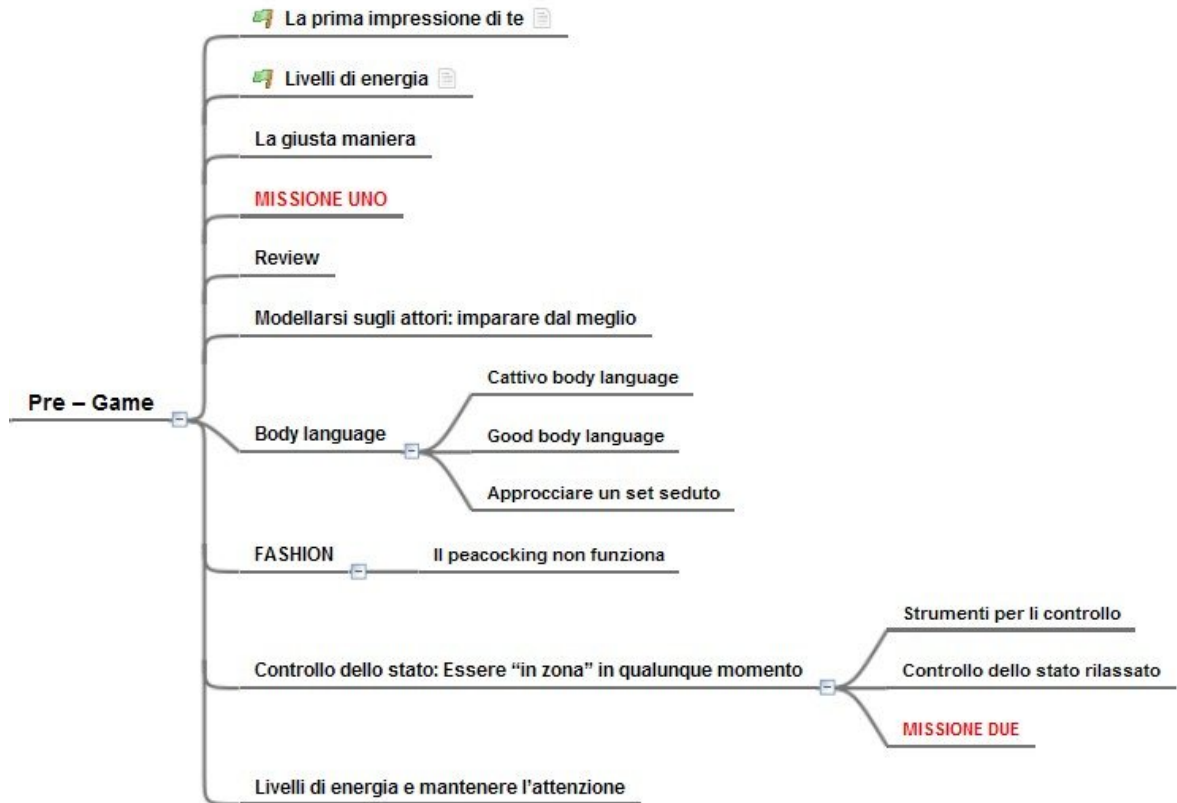 La prima impressione di te
Livelli di energia
La giusta maniera
MISSIONE UNO
Review
Modellarsi sugli attori: imparare dal meglio
Pre – Game
Body language
Cattivo body language
Good body language
Approcciare un set seduto
FASHION
Il peacocking non funziona
Controllo dello stato: Essere “in zona” in qualunque momento
Strumenti per li controllo
Controllo dello stato rilassato
MISSIONE DUE
Livelli di energia e mantenere l’attenzione